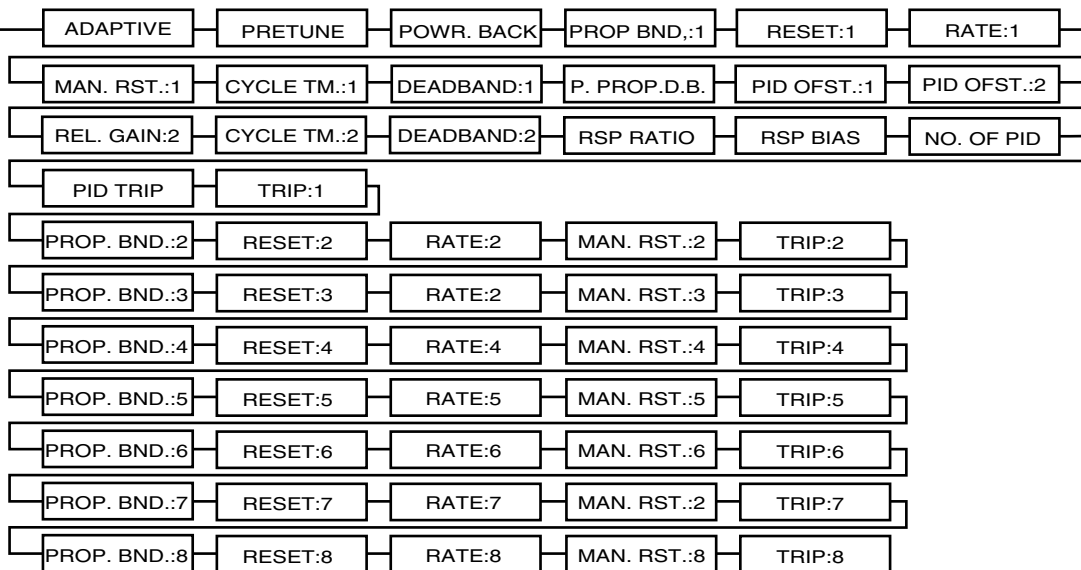 ADAPTIVE PRETUNE POWR. BACK PROP BND,:1 RESET:1 RATE:1
MAN. RST.:1 CYCLE TM.:1 DEADBAND:1 P. PROP.D.B. PID OFST.:1 PID OFST.:2
REL. GAIN:2 CYCLE TM.:2 DEADBAND:2 RSP RATIO RSP BIAS NO. OF PID
PID TRIP TRIP:1
PROP. BND.:2 RESET:2 RATE:2 MAN. RST.:2 TRIP:2
PROP. BND.:3 RESET:3 RATE:2 MAN. RST.:3 TRIP:3
PROP. BND.:4 RESET:4 RATE:4 MAN. RST.:4 TRIP:4
PROP. BND.:5 RESET:5 RATE:5 MAN. RST.:5 TRIP:5
PROP. BND.:6 RESET:6 RATE:6 MAN. RST.:6 TRIP:6
PROP. BND.:7 RESET:7 RATE:7 MAN. RST.:2 TRIP:7
PROP. BND.:8 RESET:8 RATE:8 MAN. RST.:8 TRIP:8